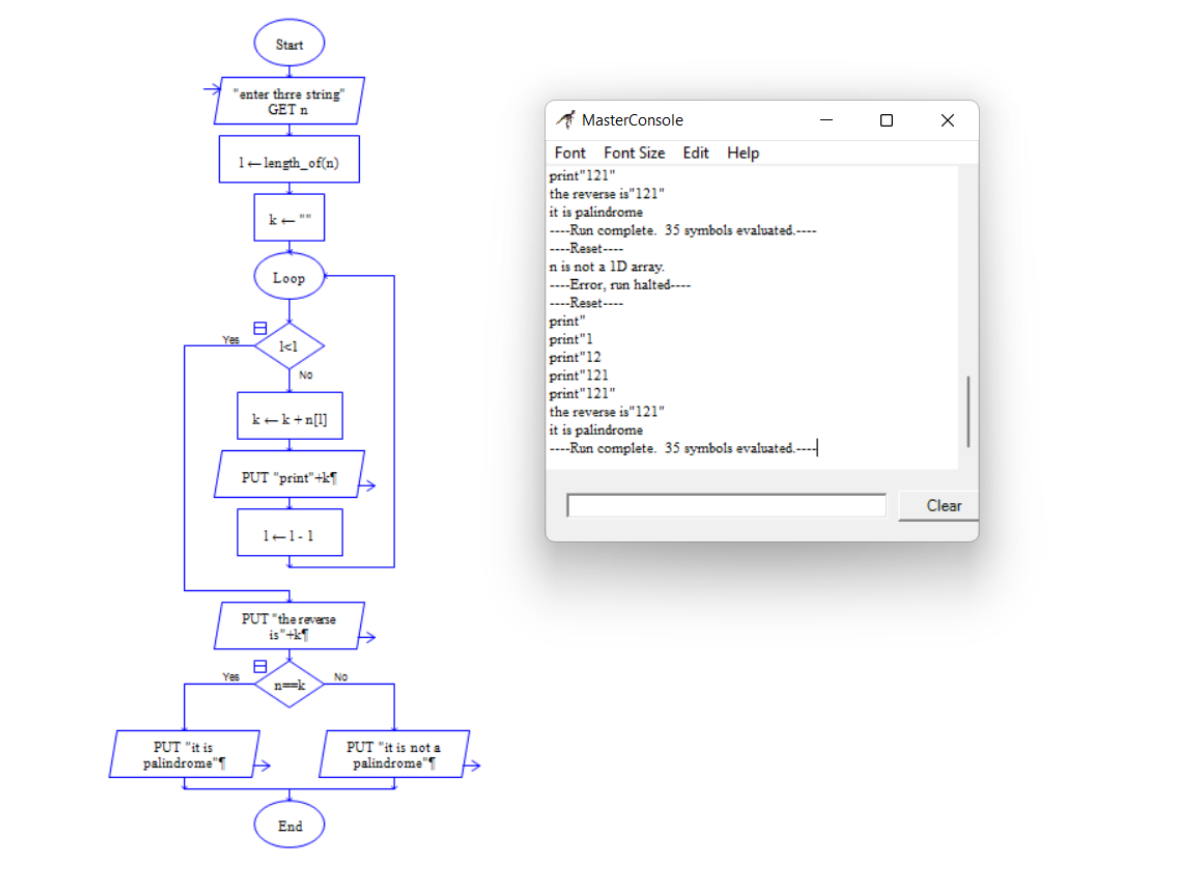 Start
"enter thrre string"
GET n
l←length_of(n)
k ← ""
Loop
Yes
l<1
No
k ← k + n[l]
PUT "print"+k¶
l ← l - 1
PUT "the reverse
is"+k¶
Yes
n==k
No
PUT "it is
palindrome"¶
PUT "it is not a
palindrome"¶
End
MasterConsole
Font Font Size Edit Help
print"121"
the reverse is"121"
it is palindrome
----Run complete.  35 symbols evaluated.----
----Reset----
n is not a 1D array.
----Error, run halted----
----Reset----
print"
print"1
print"12
print"121
print"121"
the reverse is"121"
it is palindrome
----Run complete.  35 symbols evaluated.----
Clear